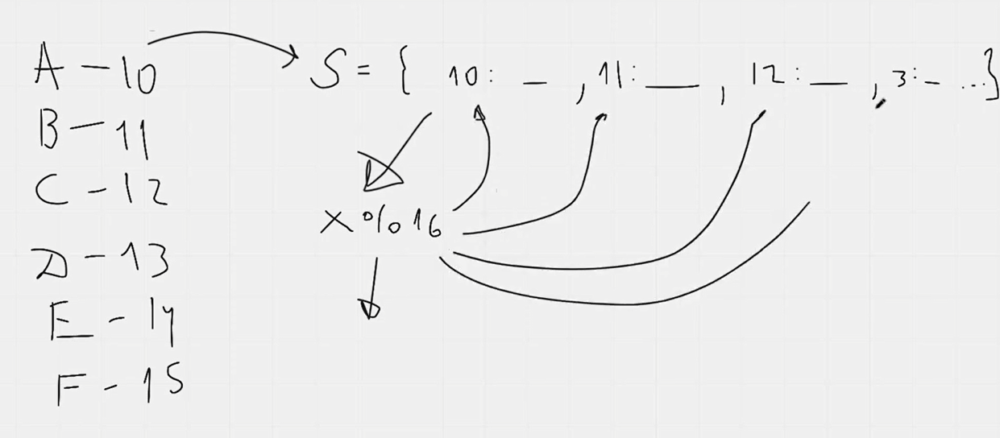 A - 10
B - 11
C - 12
D - 13
E - 14
F - 15
S = { 10: _ , 11: __ , 12: __ , 3: - ...}
x % 16